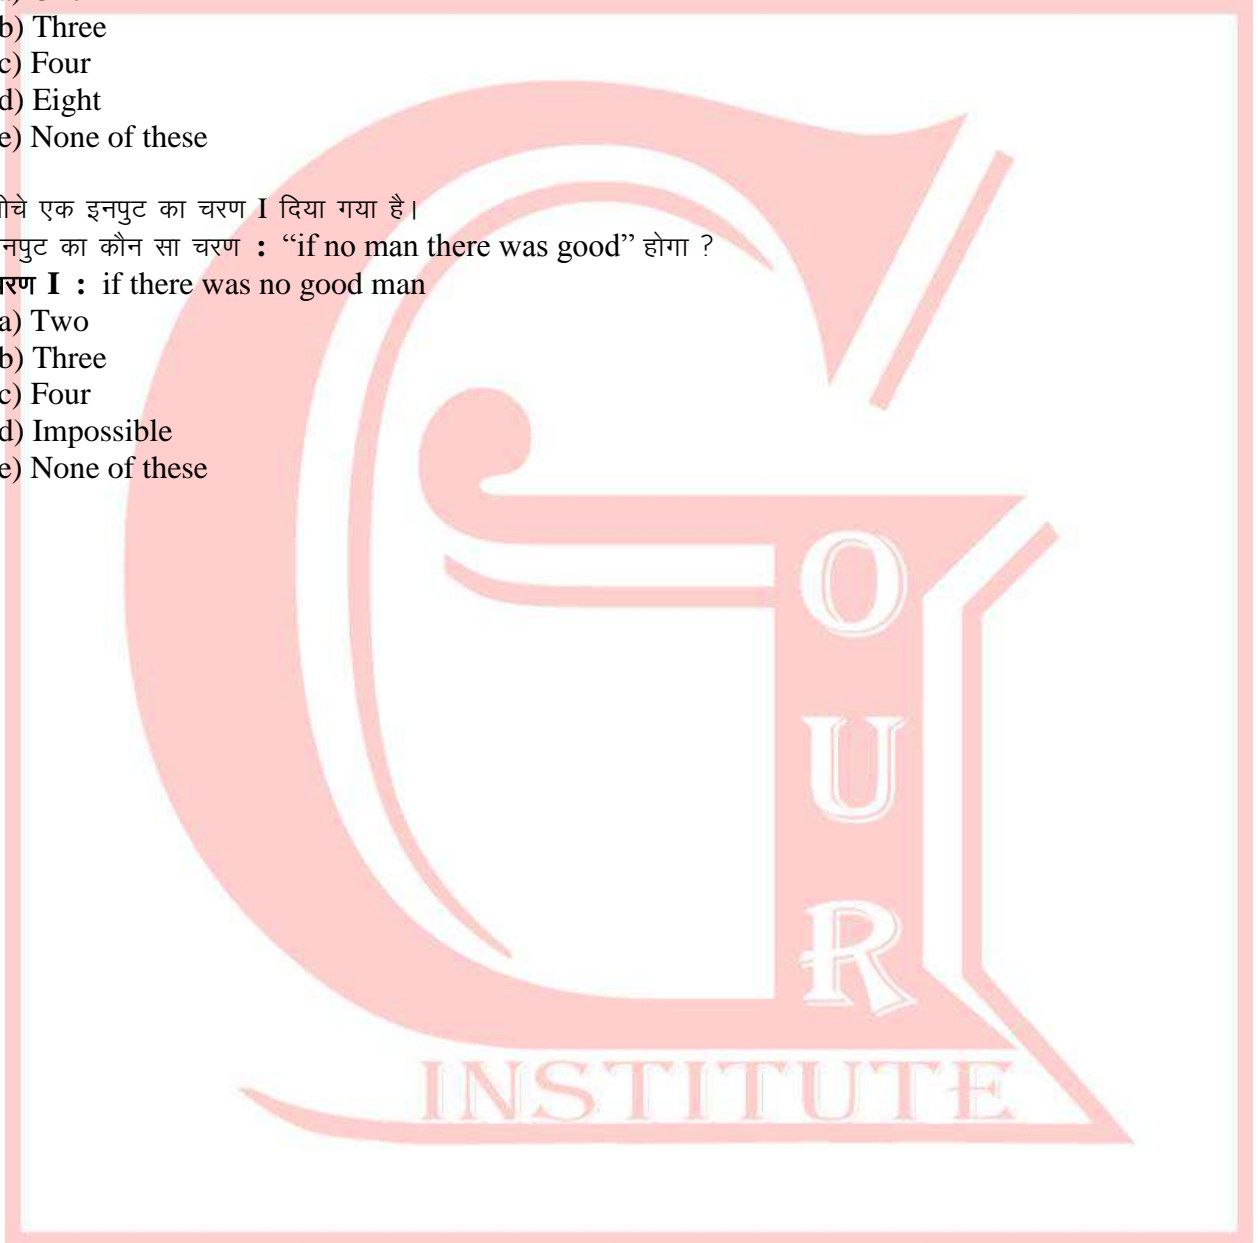 b) Three
c) Four
d) Eight
e) None of these
एक इनपुट का चरण I दिया गया है।
का कौन सा चरण : “if no man there was good” होगा ?
I : if there was no good man
a) Two
b) Three
c) Four
d) Impossible
e) None of these
G
O
U
R
INSTITUTE